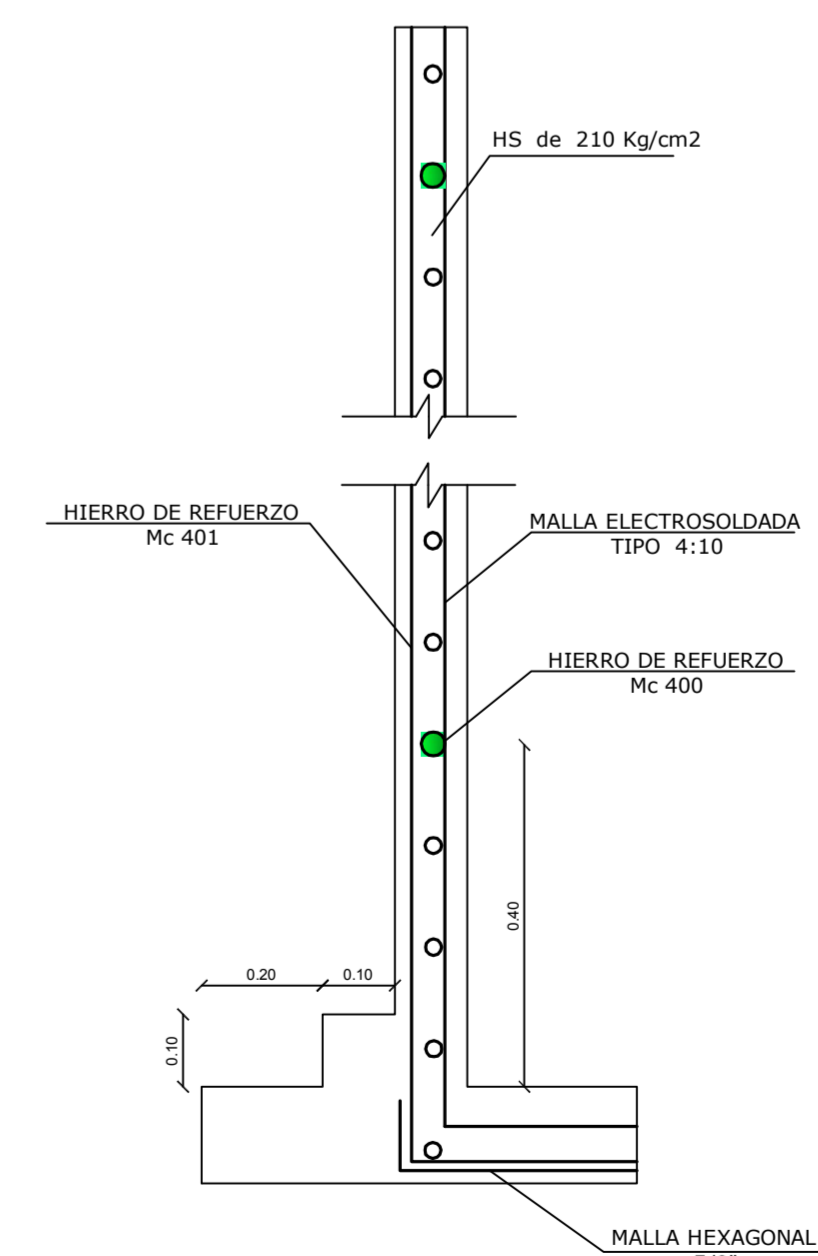 HS de 210 Kg/cm2
HIERRO DE REFUERZO
Mc 401
MALLA ELECTROSOLDADA
TIPO 4:10
HIERRO DE REFUERZO
Mc 400
0.40
0.20
0.10
0.10
MALLA HEXAGONAL